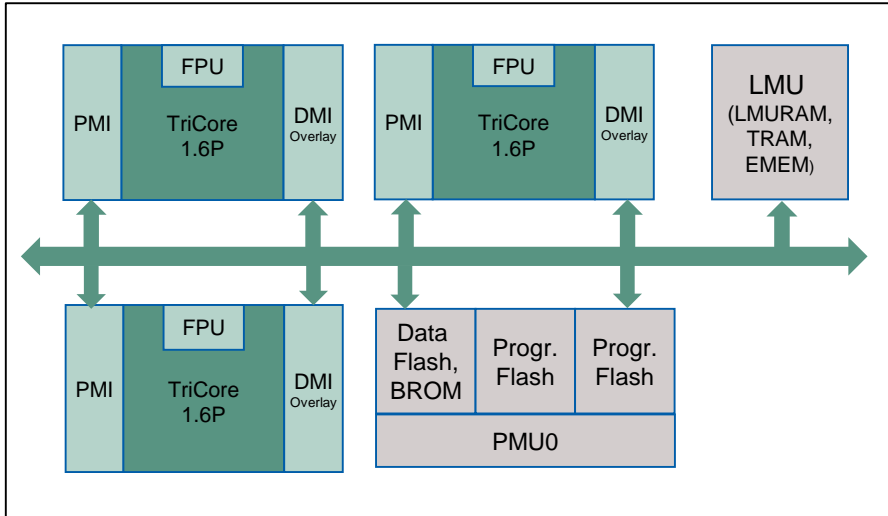 FPU
PMI
TriCore
1.6P
DMI
Overlay
FPU
PMI
TriCore
1.6P
DMI
Overlay
LMU
(LMURAM,
TRAM,
EMEM)
FPU
PMI
TriCore
1.6P
DMI
Overlay
Data
Flash,
BROM
Progr.
Flash
Progr.
Flash
PMU0